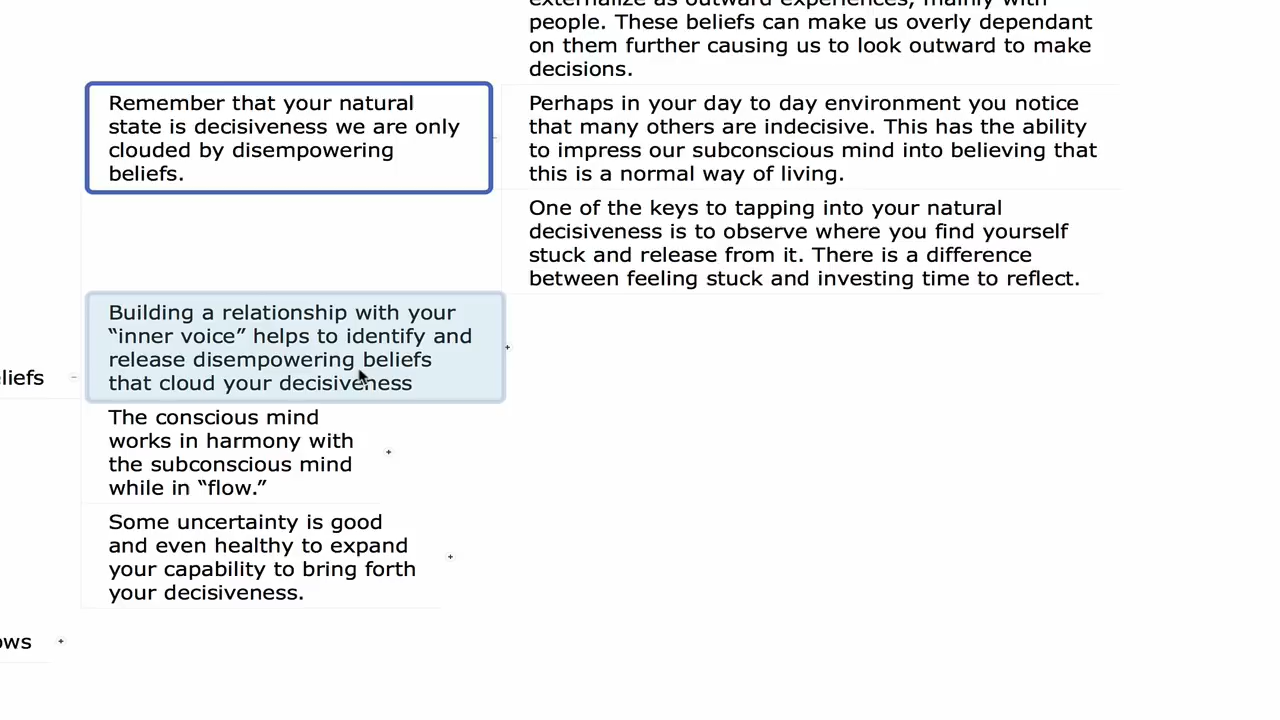 externalize as outward experiences, mainly with
people. These beliefs can make us overly dependant
on them further causing us to look outward to make
decisions.
Remember that your natural
state is decisiveness we are only
clouded by disempowering
beliefs.
Perhaps in your day to day environment you notice
that many others are indecisive. This has the ability
to impress our subconscious mind into believing that
this is a normal way of living.
One of the keys to tapping into your natural
decisiveness is to observe where you find yourself
stuck and release from it. There is a difference
between feeling stuck and investing time to reflect.
Building a relationship with your
“inner voice” helps to identify and
release disempowering beliefs
that cloud your decisiveness
eliefs
The conscious mind
works in harmony with
the subconscious mind
while in “flow.”
Some uncertainty is good
and even healthy to expand
your capability to bring forth
your decisiveness.
ows